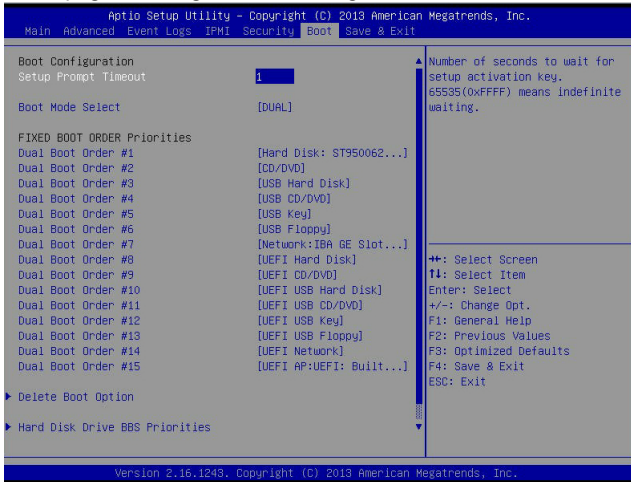 Aptio Setup Utility – Copyright (C) 2013 American Megatrends, Inc.
Main Advanced Event Logs IPMI Security Boot Save & Exit
Boot Configuration
Setup Prompt Timeout 1
Boot Mode Select [DUAL]
FIXED BOOT ORDER Priorities
Dual Boot Order #1 [Hard Disk: ST950062...]
Dual Boot Order #2 [CD/DVD]
Dual Boot Order #3 [USB Hard Disk]
Dual Boot Order #4 [USB CD/DVD]
Dual Boot Order #5 [USB Key]
Dual Boot Order #6 [USB Floppy]
Dual Boot Order #7 [Network:IBA GE Slot...]
Dual Boot Order #8 [UEFI Hard Disk]
Dual Boot Order #9 [UEFI CD/DVD]
Dual Boot Order #10 [UEFI USB Hard Disk]
Dual Boot Order #11 [UEFI USB CD/DVD]
Dual Boot Order #12 [UEFI USB Key]
Dual Boot Order #13 [UEFI USB Floppy]
Dual Boot Order #14 [UEFI Network]
Dual Boot Order #15 [UEFI AP:UEFI: Built...]
▶ Delete Boot Option
▶ Hard Disk Drive BBS Priorities
Number of seconds to wait for
setup activation key.
65535(0xFFFF) means indefinite
waiting.
→←: Select Screen
↑↓: Select Item
Enter: Select
+/-: Change Opt.
F1: General Help
F2: Previous Values
F3: Optimized Defaults
F4: Save & Exit
ESC: Exit
Version 2.16.1243. Copyright (C) 2013 American Megatrends, Inc.